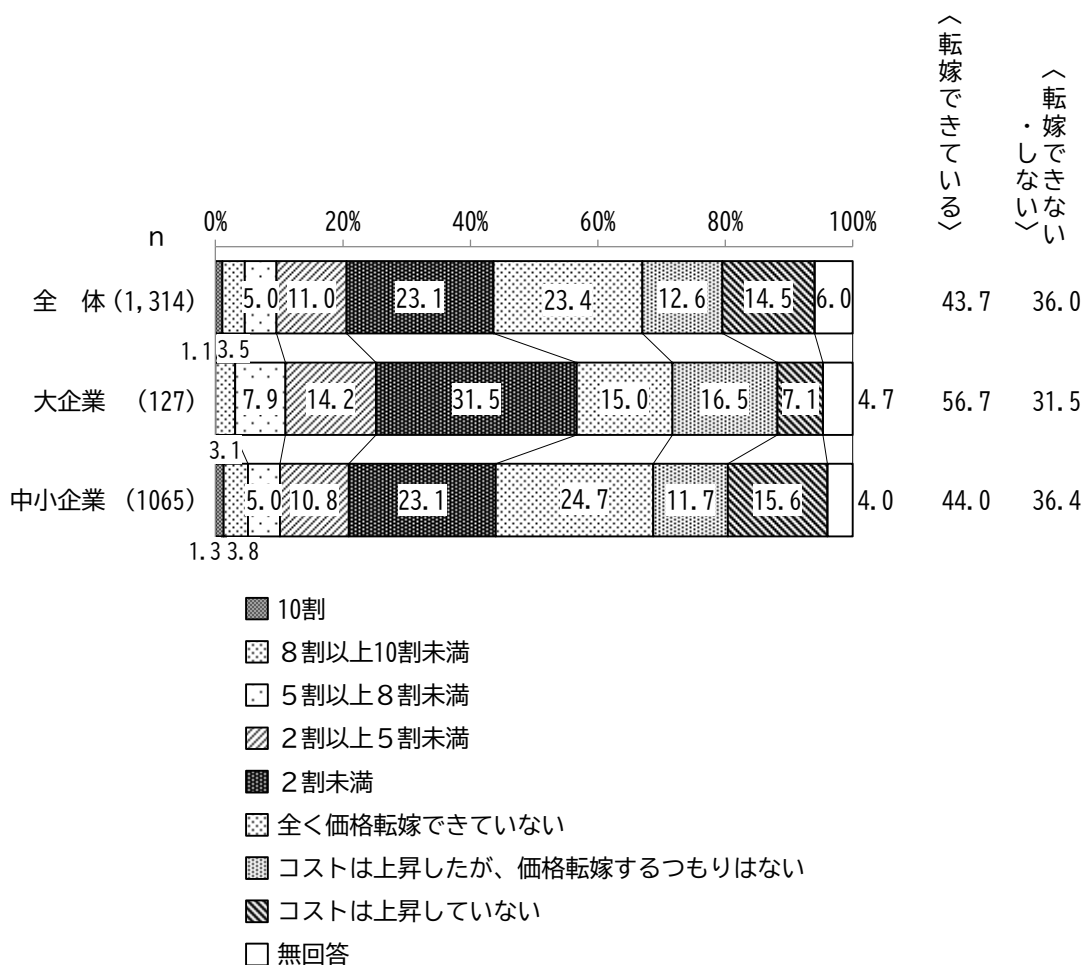 〈転嫁できている〉
〈転嫁できない
・しない〉
n
0% 20% 40% 60% 80% 100%
全 体(1,314) 5.0 11.0 23.1 23.4 12.6 14.5 6.0 43.7 36.0
1.1 3.5
大企業 (127) 7.9 14.2 31.5 15.0 16.5 7.1 4.7 56.7 31.5
3.1
中小企業 (1065) 5.0 10.8 23.1 24.7 11.7 15.6 4.0 44.0 36.4
1.3 3.8
10割
８割以上10割未満
５割以上８割未満
２割以上５割未満
２割未満
全く価格転嫁できていない
コストは上昇したが、価格転嫁するつもりはない
コストは上昇していない
無回答